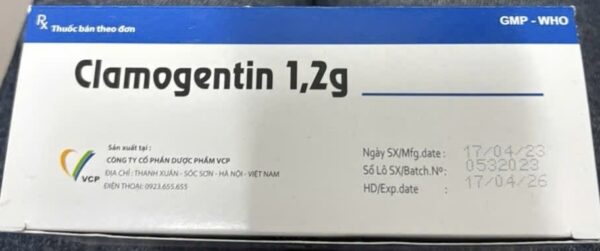 Rx Thuốc bán theo đơn
GMP - WHO
Clamogentin 1,2g
Sản xuất tại :
CÔNG TY CỔ PHẦN DƯỢC PHẨM VCP
ĐỊA CHỈ : THANH XUÂN - SÓC SƠN - HÀ NỘI - VIỆT NAM
ĐIỆN THOẠI: 0923.655.655
VCP
Ngày SX/Mfg.date : 17/04/23
Số Lô SX/Batch.Nº : 0532023
HD/Exp.date : 17/04/26